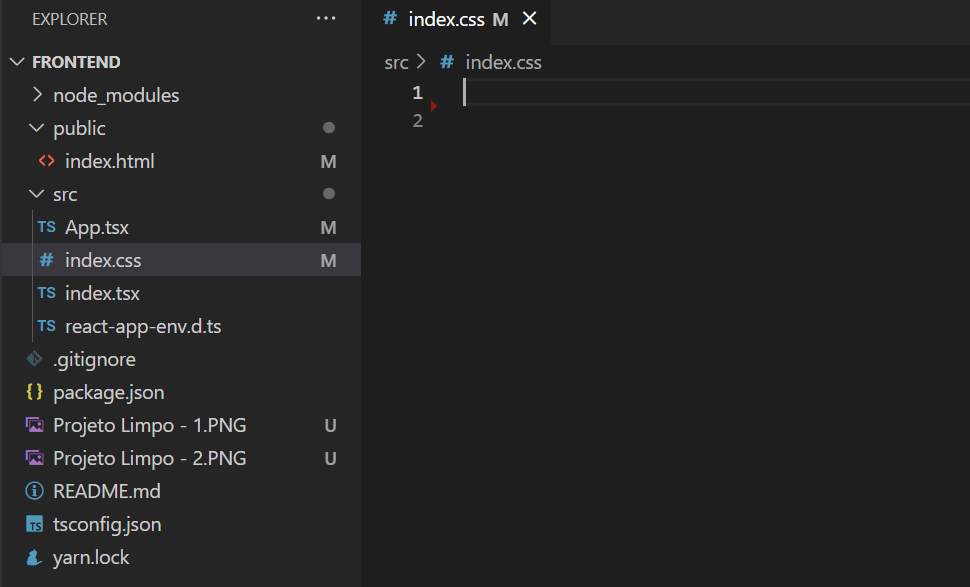 EXPLORER ...
FRONTEND
node_modules
public
<> index.html M
src
TS App.tsx M
# index.css M
TS index.tsx
TS react-app-env.d.ts
.gitignore
{} package.json
Projeto Limpo - 1.PNG U
Projeto Limpo - 2.PNG U
README.md
TS tsconfig.json
yarn.lock
# index.css M ×
src > # index.css
1
2